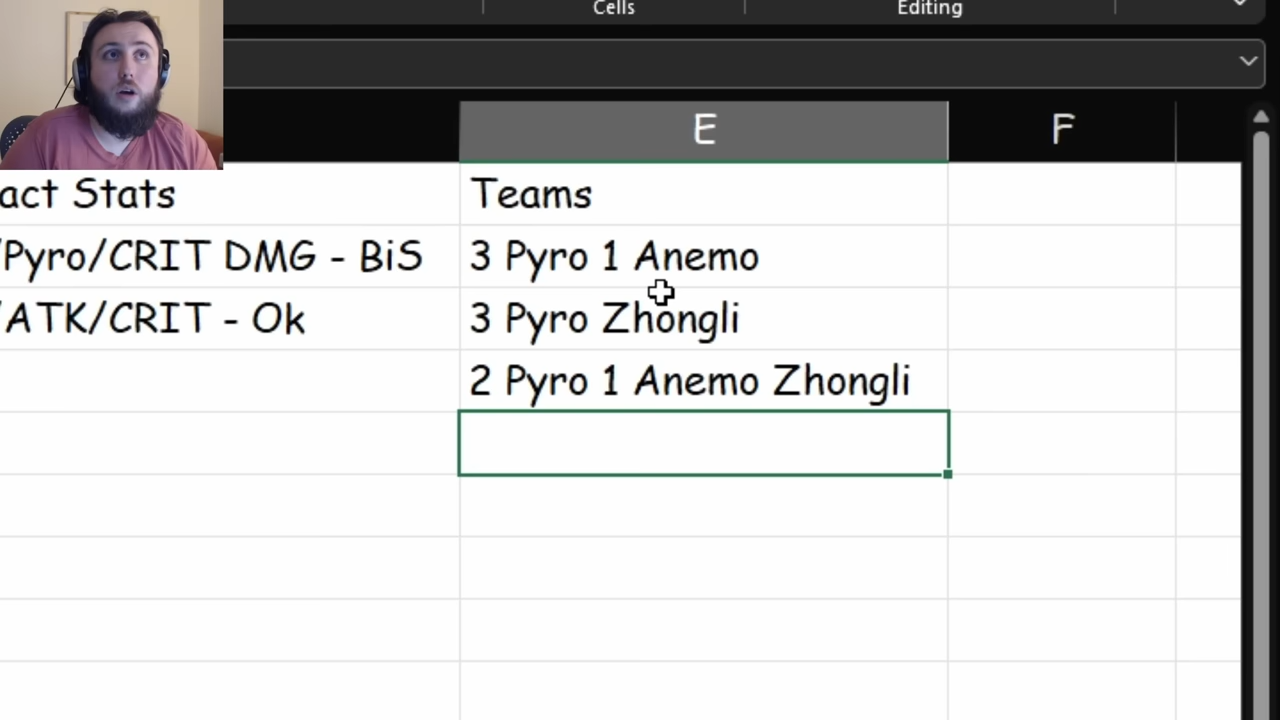 Cells Editing
E F
act Stats Teams
/Pyro/CRIT DMG - BiS 3 Pyro 1 Anemo
/ATK/CRIT - Ok 3 Pyro Zhongli
2 Pyro 1 Anemo Zhongli